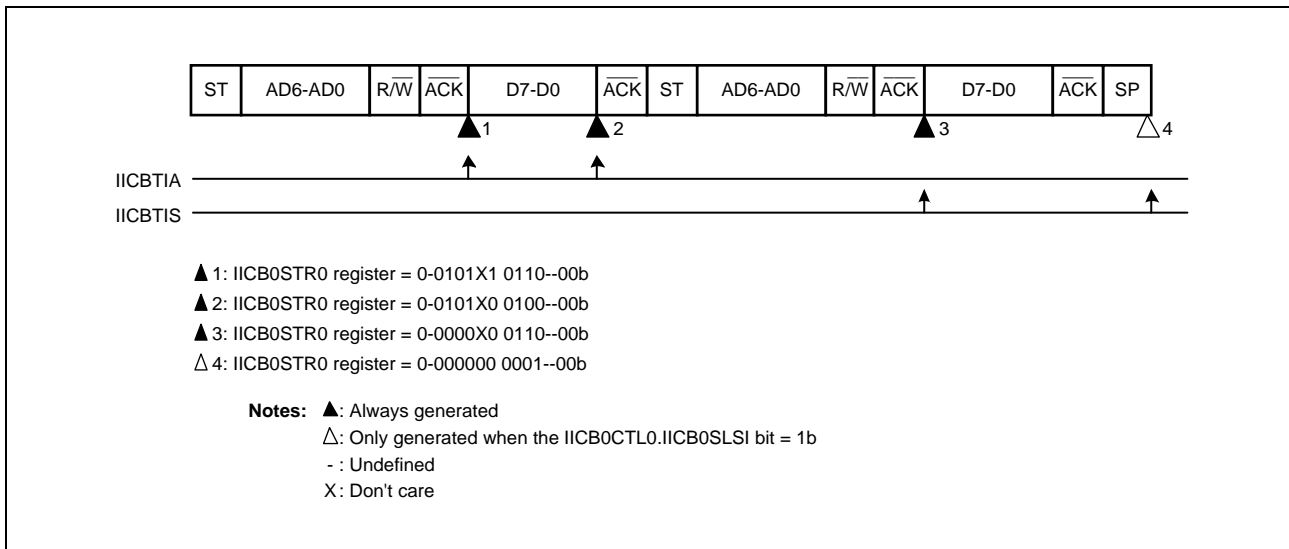 ST AD6-AD0 R/W ACK D7-D0 ACK ST AD6-AD0 R/W ACK D7-D0 ACK SP
▲1 ▲2 ▲3 △4
IICBTIA
IICBTIS
▲1: IICB0STR0 register = 0-0101X1 0110--00b
▲2: IICB0STR0 register = 0-0101X0 0100--00b
▲3: IICB0STR0 register = 0-0000X0 0110--00b
△4: IICB0STR0 register = 0-000000 0001--00b
Notes: ▲: Always generated
△: Only generated when the IICB0CTL0.IICB0SLSI bit = 1b
- : Undefined
X: Don't care